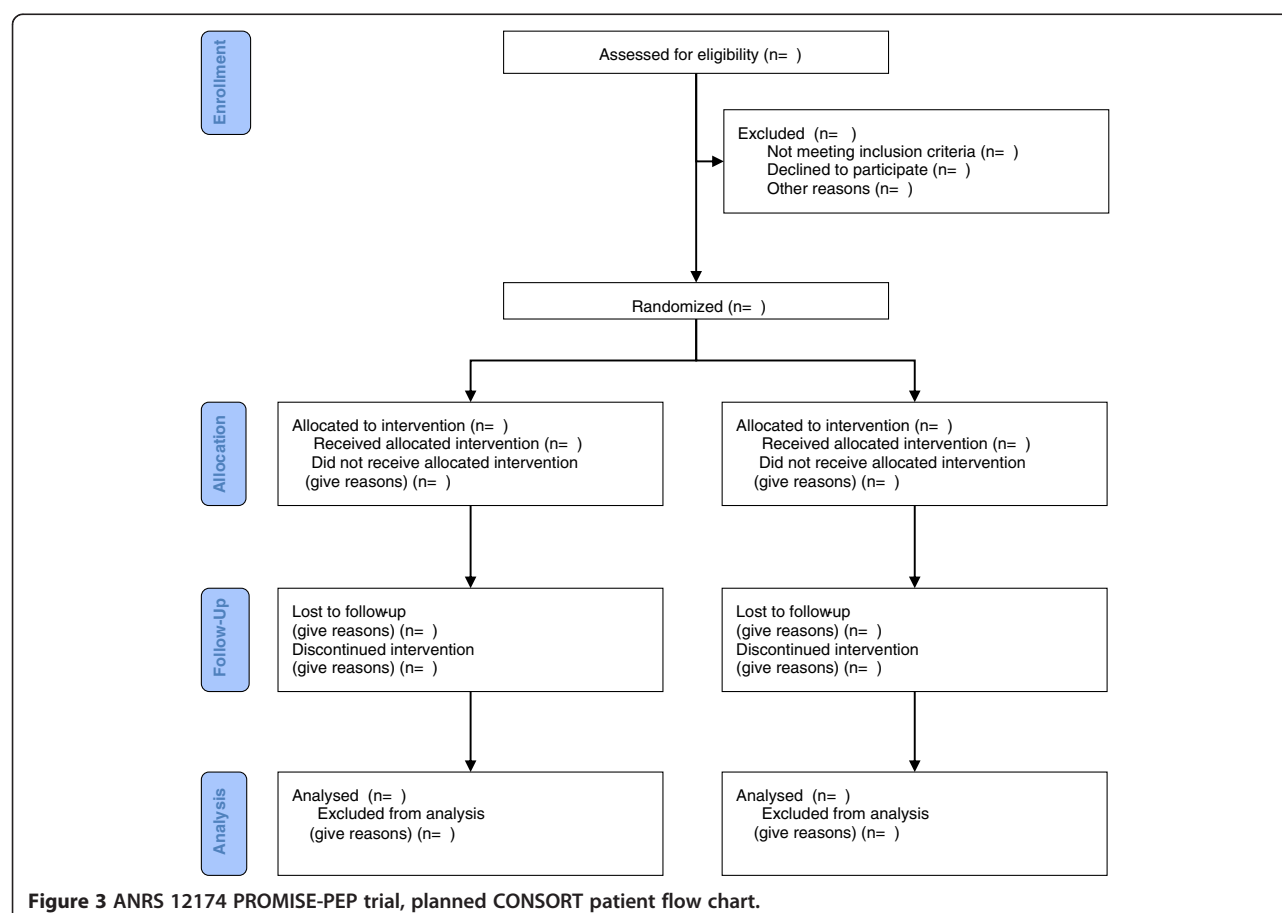 Enrollment
Assessed for eligibility (n= )
Excluded (n= )
Not meeting inclusion criteria (n= )
Declined to participate (n= )
Other reasons (n= )
Randomized (n= )
Allocation
Allocated to intervention (n= )
Received allocated intervention (n= )
Did not receive allocated intervention
(give reasons) (n= )
Allocated to intervention (n= )
Received allocated intervention (n= )
Did not receive allocated intervention
(give reasons) (n= )
Follow-Up
Lost to follow-up
(give reasons) (n= )
Discontinued intervention
(give reasons) (n= )
Lost to follow-up
(give reasons) (n= )
Discontinued intervention
(give reasons) (n= )
Analysis
Analysed (n= )
Excluded from analysis
(give reasons) (n= )
Analysed (n= )
Excluded from analysis
(give reasons) (n= )
Figure 3 ANRS 12174 PROMISE-PEP trial, planned CONSORT patient flow chart.